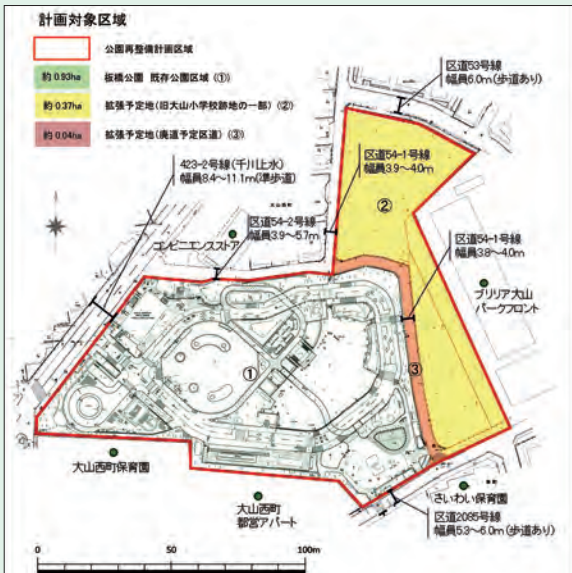 計画対象区域
公園再整備計画区域
約 0.93ha 板橋公園 既存公園区域 (①)
約 0.37ha 拡張予定地(旧大山小学校跡地の一部) (②)
約 0.04ha 拡張予定地(廃道予定区道) (③)
区道53号線
幅員6.0m(歩道あり)
423-2号線(千川上水)
幅員8.4~11.1m(準歩道)
区道54-1号線
幅員3.9~4.0m
区道54-2号線
幅員3.9~5.7m
コンビニエンスストア
②
区道54-1号線
幅員3.8~4.0m
ブリリア大山
パークフロント
①
③
大山西町保育園
大山西町
都営アパート
さいわい保育園
区道2085号線
幅員5.3~6.0m(歩道あり)
0 50 100m